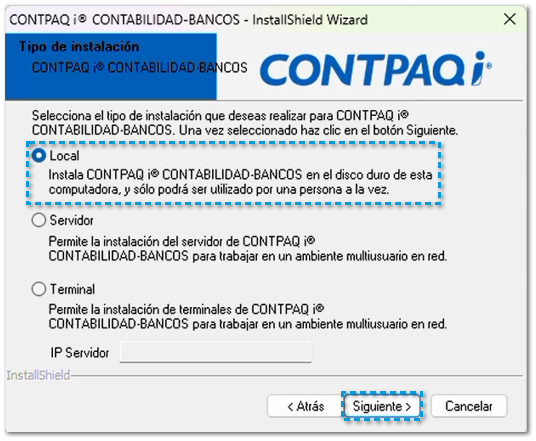 CONTPAQ i® CONTABILIDAD-BANCOS - InstallShield Wizard
Tipo de instalación
CONTPAQ i® CONTABILIDAD-BANCOS
CONTPAQi®
Selecciona el tipo de instalación que deseas realizar para CONTPAQ i®
CONTABILIDAD-BANCOS. Una vez seleccionado haz clic en el botón Siguiente.
Local
Instala CONTPAQ i® CONTABILIDAD-BANCOS en el disco duro de esta
computadora, y sólo podrá ser utilizado por una persona a la vez.
Servidor
Permite la instalación del servidor de CONTPAQ i®
CONTABILIDAD-BANCOS para trabajar en un ambiente multiusuario en red.
Terminal
Permite la instalación de terminales de CONTPAQ i®
CONTABILIDAD-BANCOS para trabajar en un ambiente multiusuario en red.
IP Servidor
InstallShield
< Atrás Siguiente > Cancelar